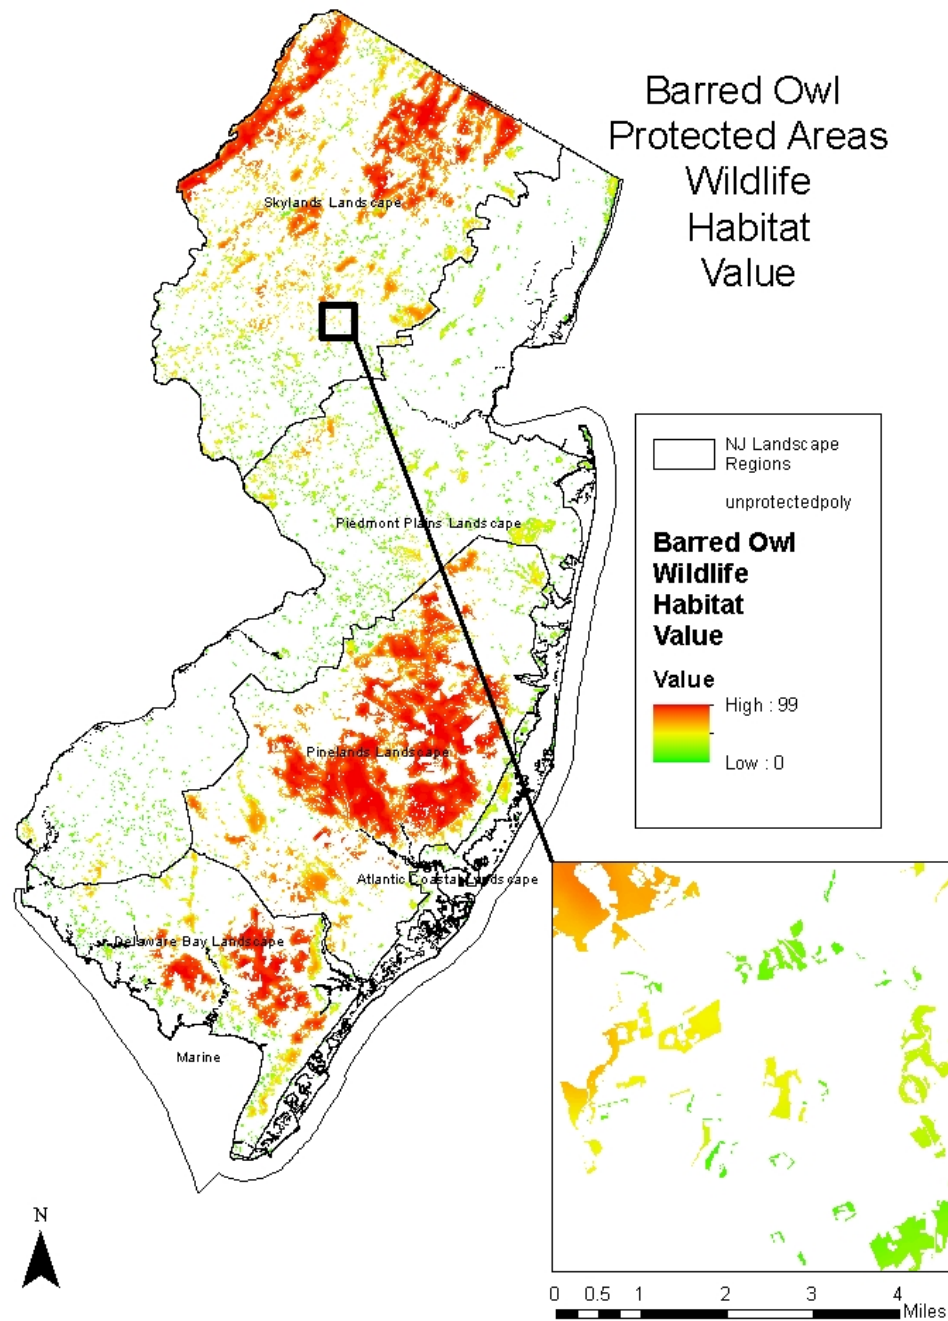 Barred Owl
Protected Areas
Wildlife
Habitat
Value
Skylands Landscape
NJ Landscape
Regions
unprotectedpoly
Barred Owl
Wildlife
Habitat
Value
Value
High : 99
Low : 0
Piedmont Plains Landscape
Pinelands Landscape
Atlantic Coastal Landscape
Delaware Bay Landscape
Marine
N
0 0.5 1 2 3 4
Miles